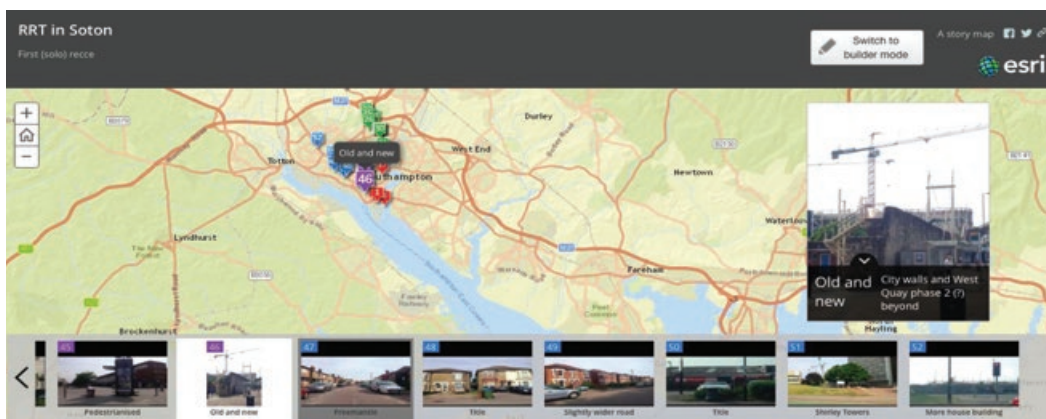 RRT in Soton
First (solo) recce
Switch to
builder mode
A story map
esri
+
−
Durley
Old and new
West End
Totton
46
uthampton
Newtown
Lyndhurst
Waterloo
Fareham
Brockenhurst
Hayling
Old and
new
City walls and West
Quay phase 2 (?)
beyond
45
Pedestrianised
46
Old and new
47
Freemantle
48
Title
49
Slightly wider road
50
Title
51
Shirley Towers
52
More house building